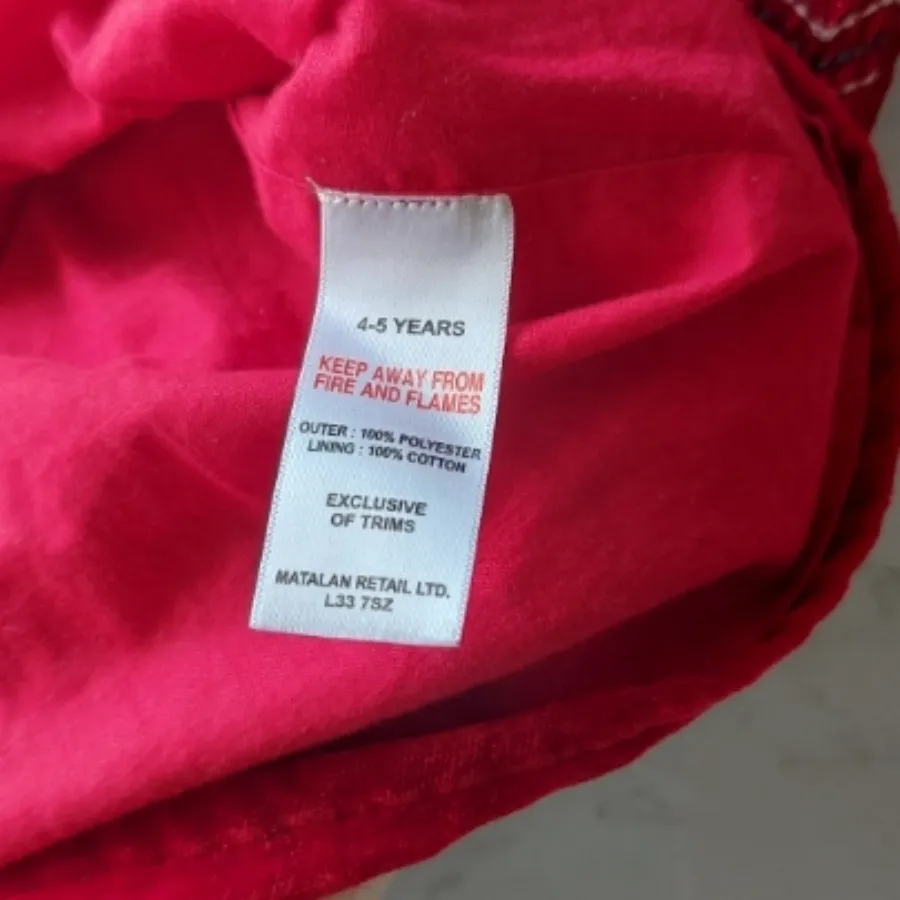 4-5 YEARS
KEEP AWAY FROM
FIRE AND FLAMES
OUTER : 100% POLYESTER
LINING : 100% COTTON
EXCLUSIVE
OF TRIMS
MATALAN RETAIL LTD.
L33 7SZ